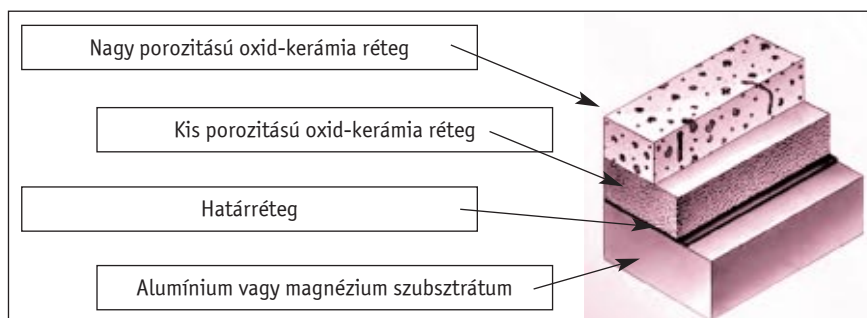 Nagy porozitású oxid-kerámia réteg
Kis porozitású oxid-kerámia réteg
Határréteg
Alumínium vagy magnézium szubsztrátum